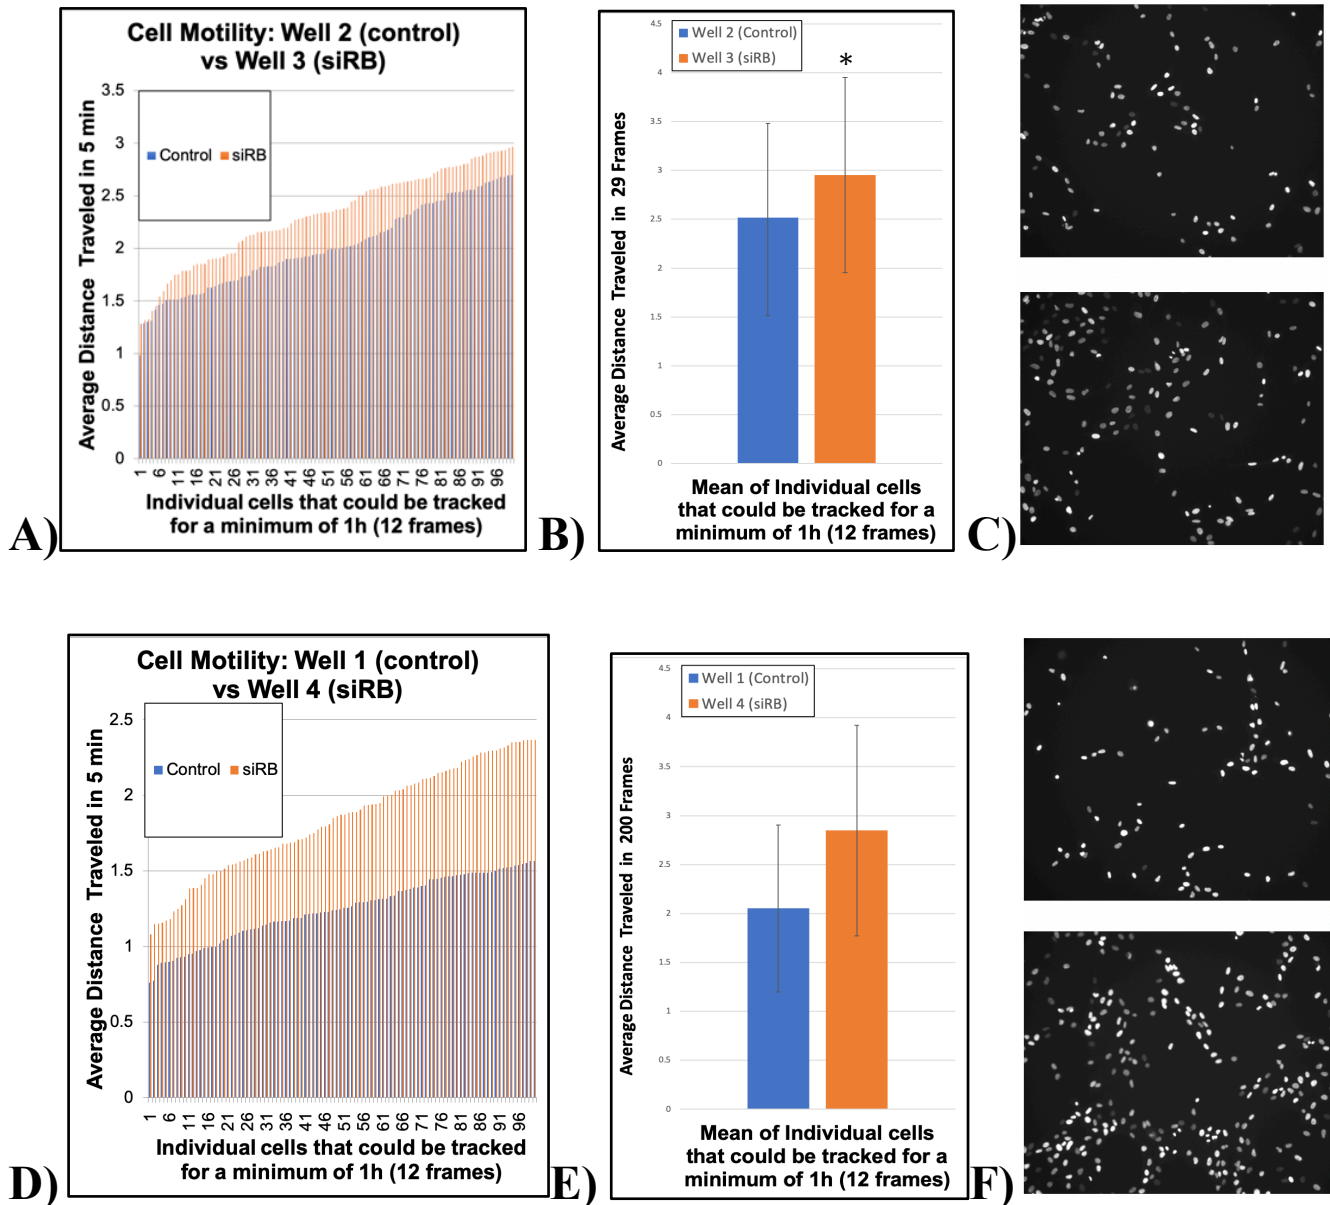 Cell Motility: Well 2 (control)
vs Well 3 (siRB)
Average Distance Traveled in 5 min
3.5
3
2.5
2
1.5
1
0.5
0
Control siRB
1 6 11 16 21 26 31 36 41 46 51 56 61 66 71 76 81 86 91 96
Individual cells that could be tracked
for a minimum of 1h (12 frames)
A)
Well 2 (Control)
Well 3 (siRB)
*
Average Distance Traveled in 29 Frames
4.5
4
3.5
3
2.5
2
1.5
1
0.5
0
Mean of Individual cells
that could be tracked for a
minimum of 1h (12 frames)
B)
C)
Cell Motility: Well 1 (control)
vs Well 4 (siRB)
Average Distance Traveled in 5 min
2.5
2
1.5
1
0.5
0
Control siRB
1 6 11 16 21 26 31 36 41 46 51 56 61 66 71 76 81 86 91 96
Individual cells that could be tracked
for a minimum of 1h (12 frames)
D)
Well 1 (Control)
Well 4 (siRB)
Average Distance Traveled in 200 Frames
4.5
4
3.5
3
2.5
2
1.5
1
0.5
0
Mean of Individual cells
that could be tracked for a
minimum of 1h (12 frames)
E)
F)